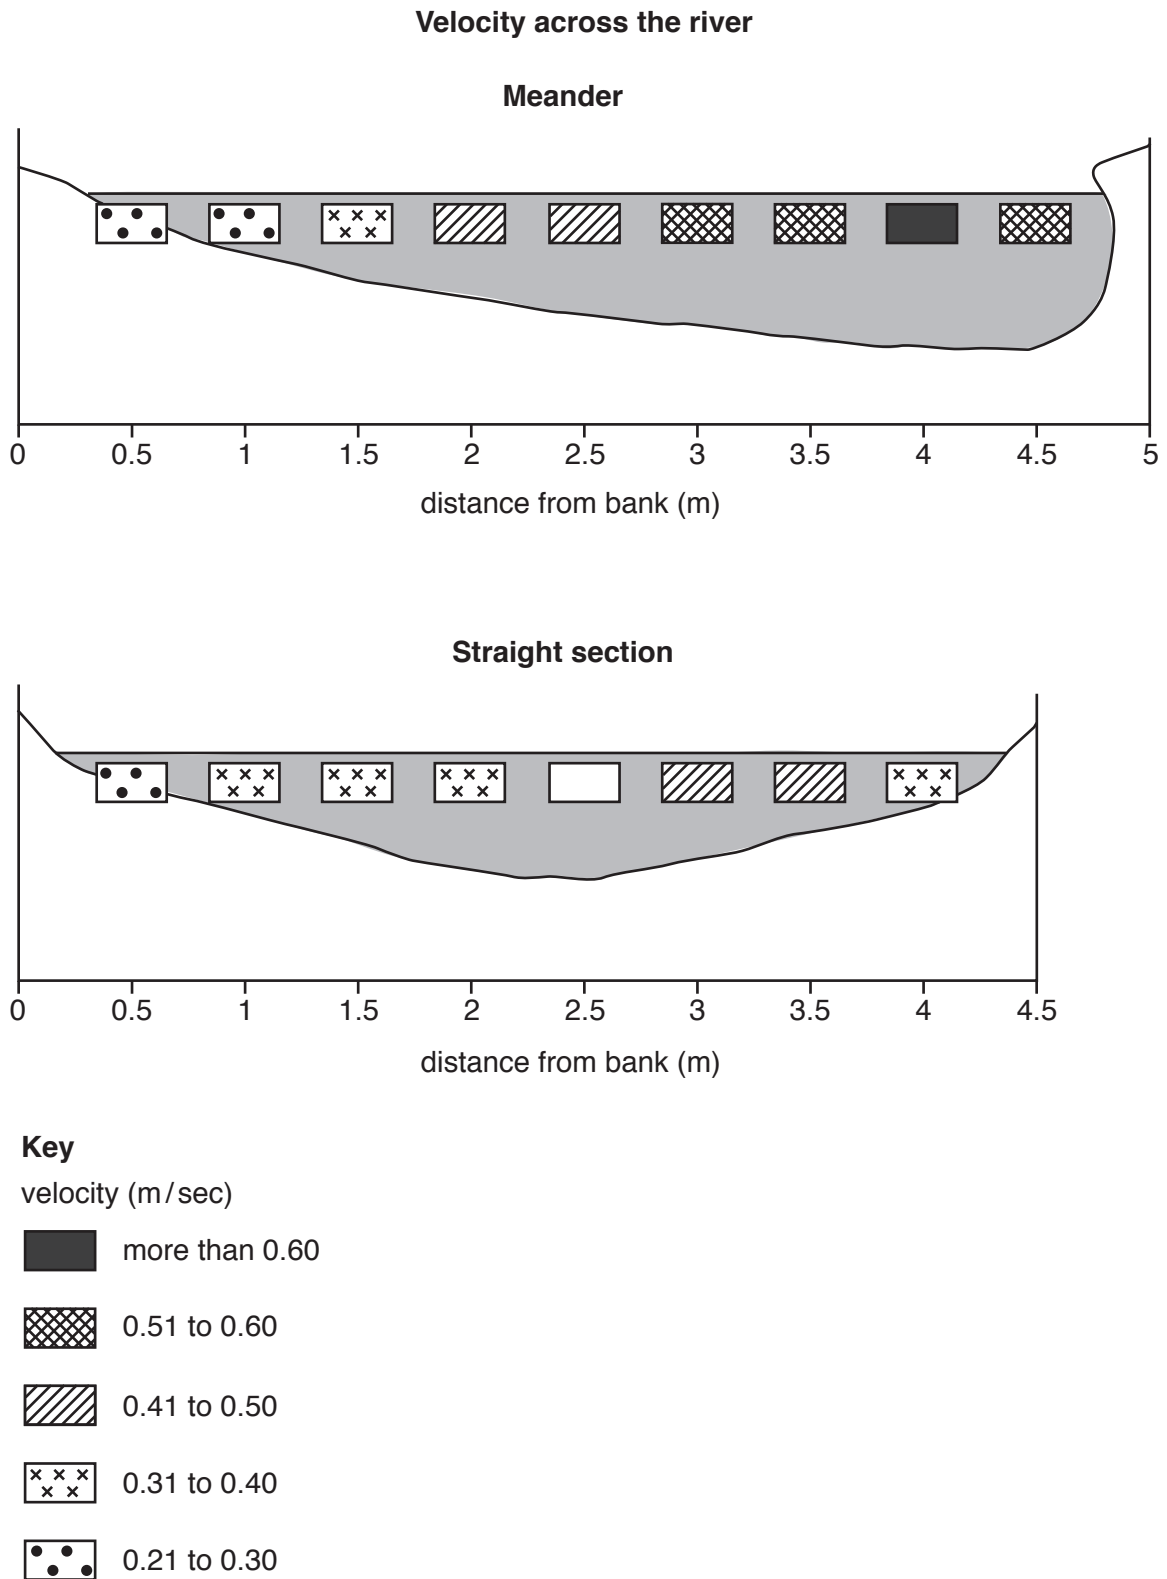 Velocity across the river
Meander
0 0.5 1 1.5 2 2.5 3 3.5 4 4.5 5
distance from bank (m)
Straight section
0 0.5 1 1.5 2 2.5 3 3.5 4 4.5
distance from bank (m)
Key
velocity (m/sec)
more than 0.60
0.51 to 0.60
0.41 to 0.50
0.31 to 0.40
0.21 to 0.30